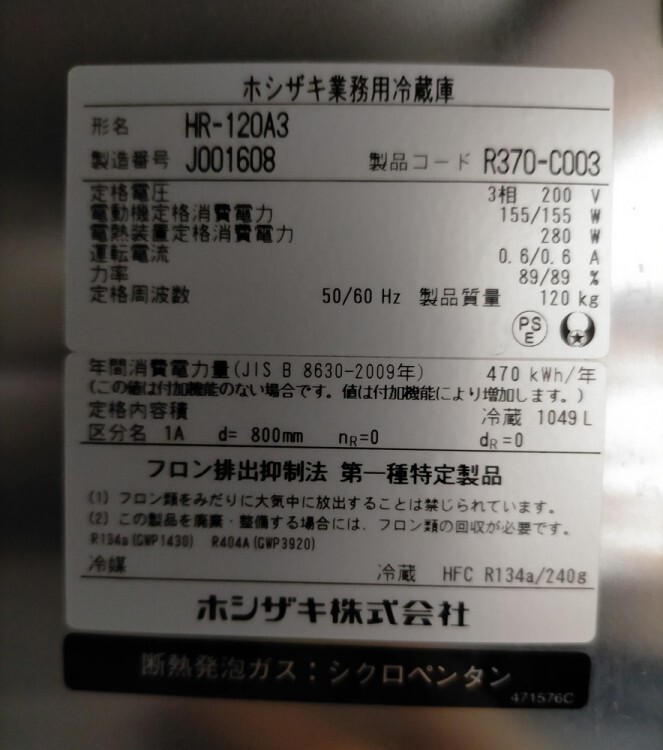 ホシザキ業務用冷蔵庫
形名 HR-120A3
製造番号 J001608 製品コード R370-C003
定格電圧 3相 200 V
電動機定格消費電力 155/155 W
電熱装置定格消費電力 280 W
運転電流 0.6/0.6 A
力率 89/89 %
定格周波数 50/60 Hz 製品質量 120 kg
PSE
年間消費電力量(JIS B 8630-2009年) 470 kWh/年
(この値は付加機能のない場合です。値は付加機能により増加します。)
定格内容積 冷蔵 1049 L
区分名 1A d= 800mm nR=0 dR=0
フロン排出抑制法 第一種特定製品
(1) フロン類をみだりに大気中に放出することは禁じられています。
(2) この製品を廃棄・整備する場合には、フロン類の回収が必要です。
R134a(GWP1430) R404A(GWP3920)
冷媒 冷蔵 HFC R134a/240g
ホシザキ株式会社
断熱発泡ガス：シクロペンタン
471576C